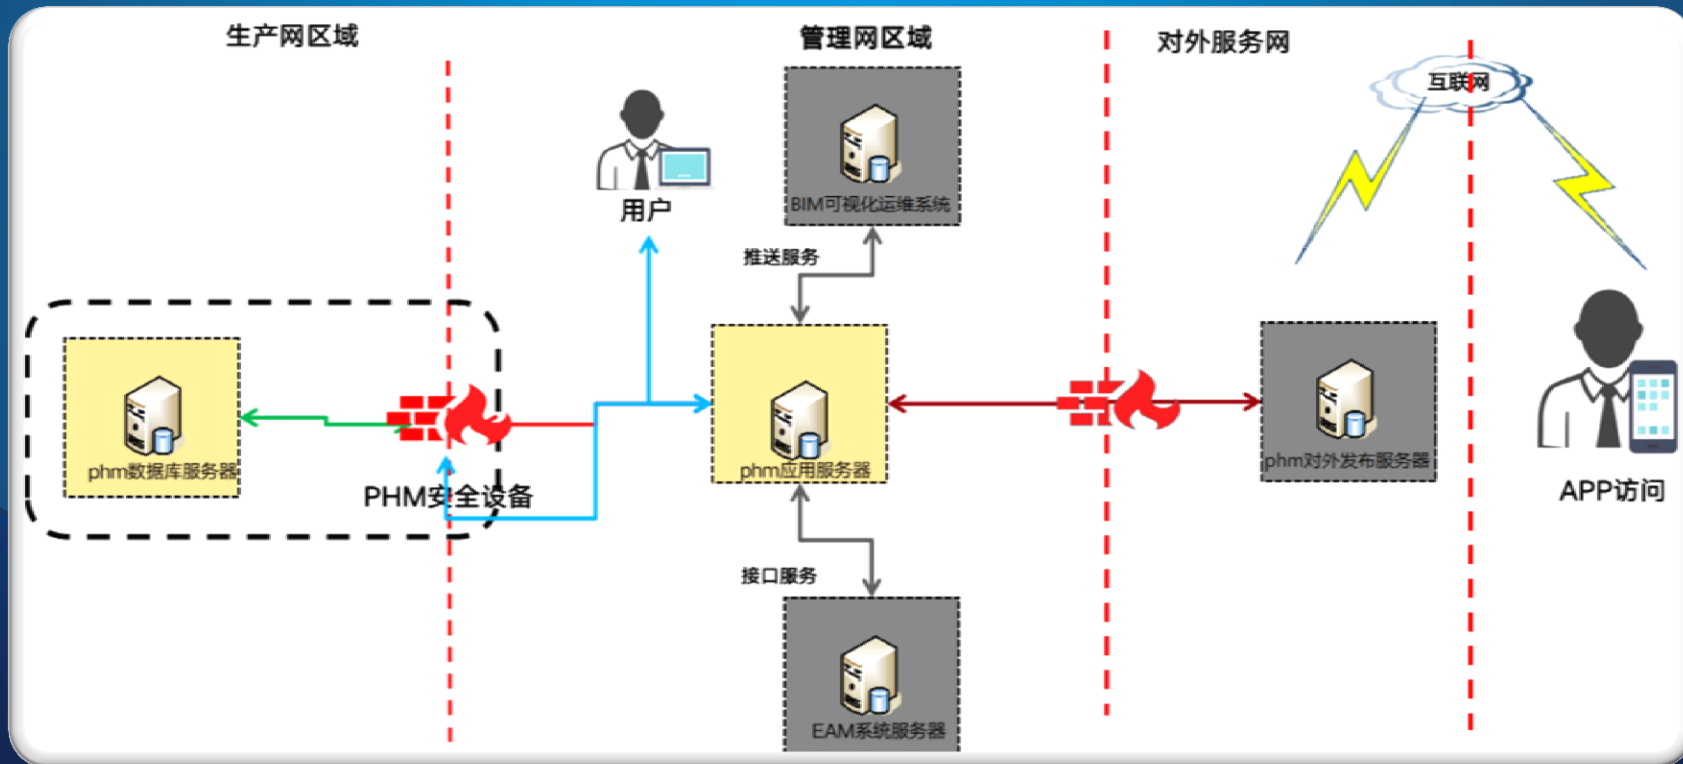 生产网区域
管理网区域
对外服务网
互联网
用户
BIM可视化运维系统
推送服务
phm数据库服务器
PHM安全设备
phm应用服务器
phm对外发布服务器
APP访问
接口服务
EAM系统服务器